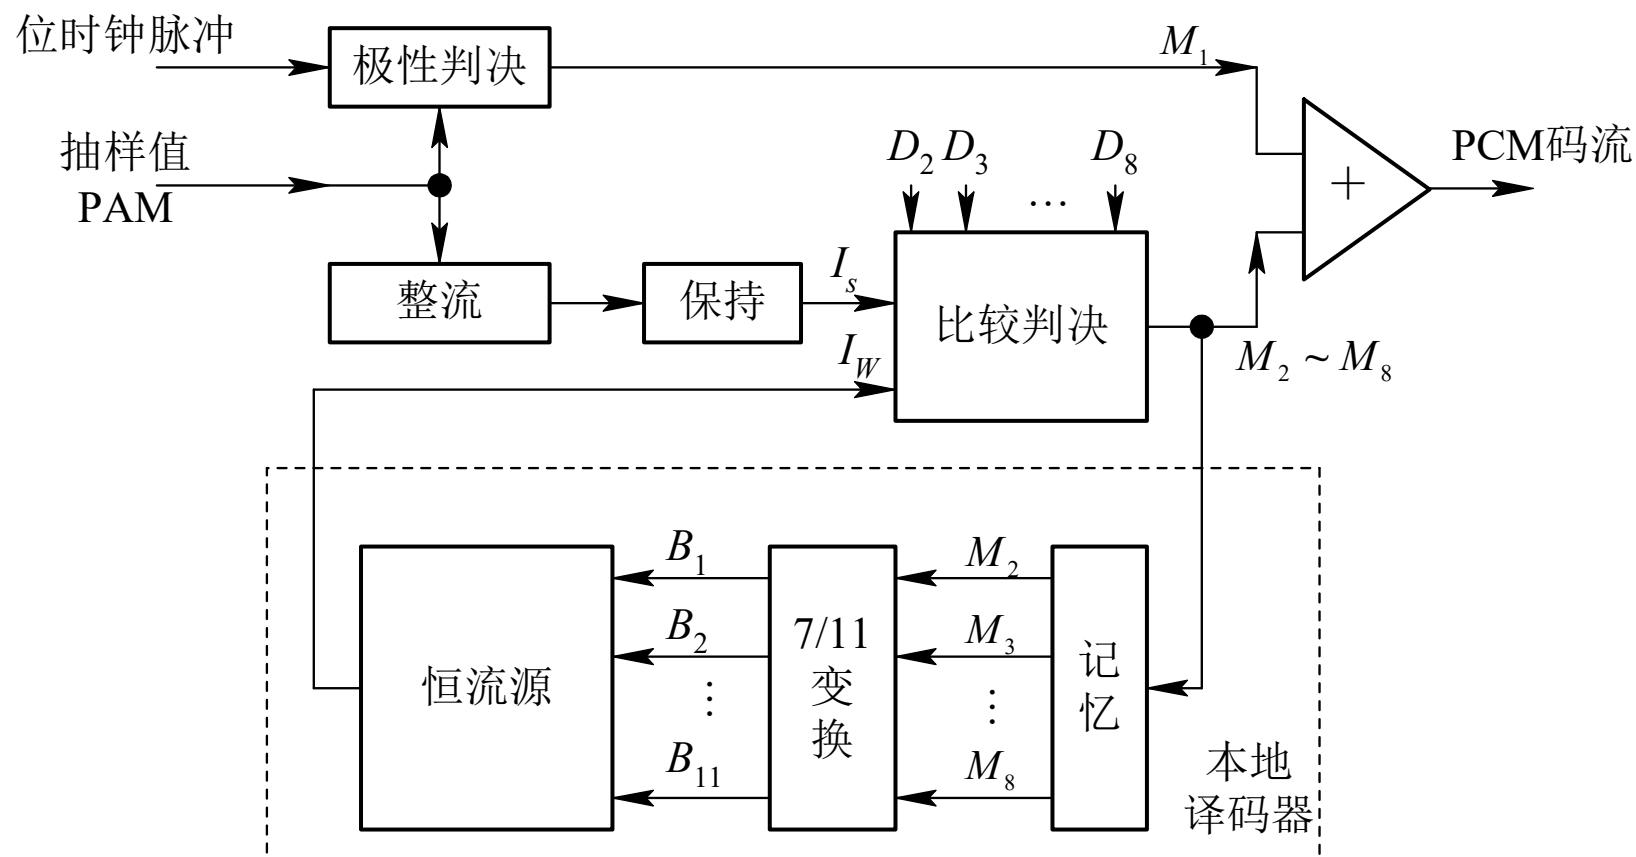 位时钟脉冲
极性判决
M₁
抽样值
PAM
D₂ D₃ … D₈
PCM码流
+
整流
保持
Iₛ
I_W
比较判决
M₂ ~ M₈
恒流源
B₁
B₂
⋮
B₁₁
7/11
变
换
M₂
M₃
⋮
M₈
记
忆
本地
译码器